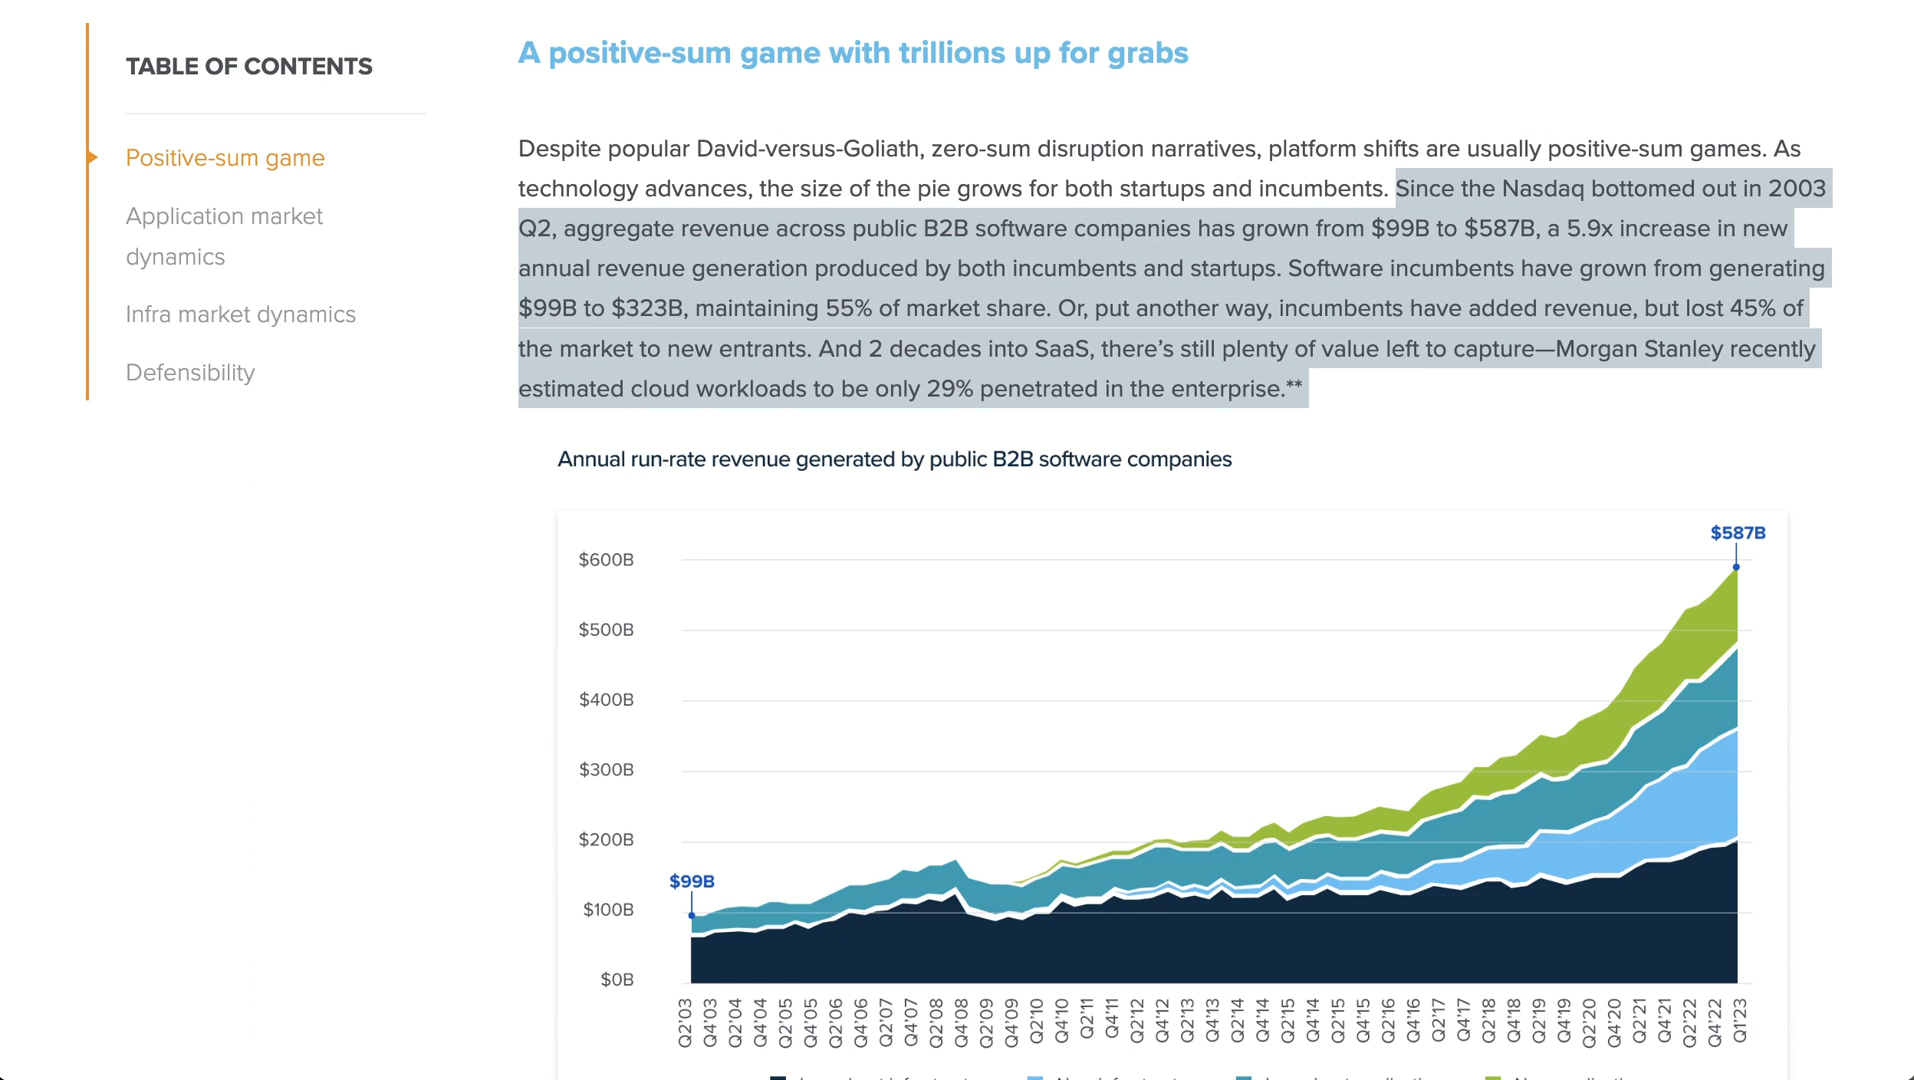 TABLE OF CONTENTS
Positive-sum game
Application market
dynamics
Infra market dynamics
Defensibility
A positive-sum game with trillions up for grabs
Despite popular David-versus-Goliath, zero-sum disruption narratives, platform shifts are usually positive-sum games. As
technology advances, the size of the pie grows for both startups and incumbents. Since the Nasdaq bottomed out in 2003
Q2, aggregate revenue across public B2B software companies has grown from $99B to $587B, a 5.9x increase in new
annual revenue generation produced by both incumbents and startups. Software incumbents have grown from generating
$99B to $323B, maintaining 55% of market share. Or, put another way, incumbents have added revenue, but lost 45% of
the market to new entrants. And 2 decades into SaaS, there’s still plenty of value left to capture—Morgan Stanley recently
estimated cloud workloads to be only 29% penetrated in the enterprise.**
Annual run-rate revenue generated by public B2B software companies
$587B
$600B
$500B
$400B
$300B
$200B
$99B
$100B
$0B
Q2’03
Q4’03
Q2’04
Q4’04
Q2’05
Q4’05
Q2’06
Q4’06
Q2’07
Q4’07
Q2’08
Q4’08
Q2’09
Q4’09
Q2’10
Q4’10
Q2’11
Q4’11
Q2’12
Q4’12
Q2’13
Q4’13
Q2’14
Q4’14
Q2’15
Q4’14
Q2’15
Q4’15
Q2’16
Q4’16
Q2’17
Q4’17
Q2’18
Q4’18
Q2’19
Q4’19
Q2’20
Q4’20
Q2’21
Q4’21
Q2’22
Q4’22
Q1’23